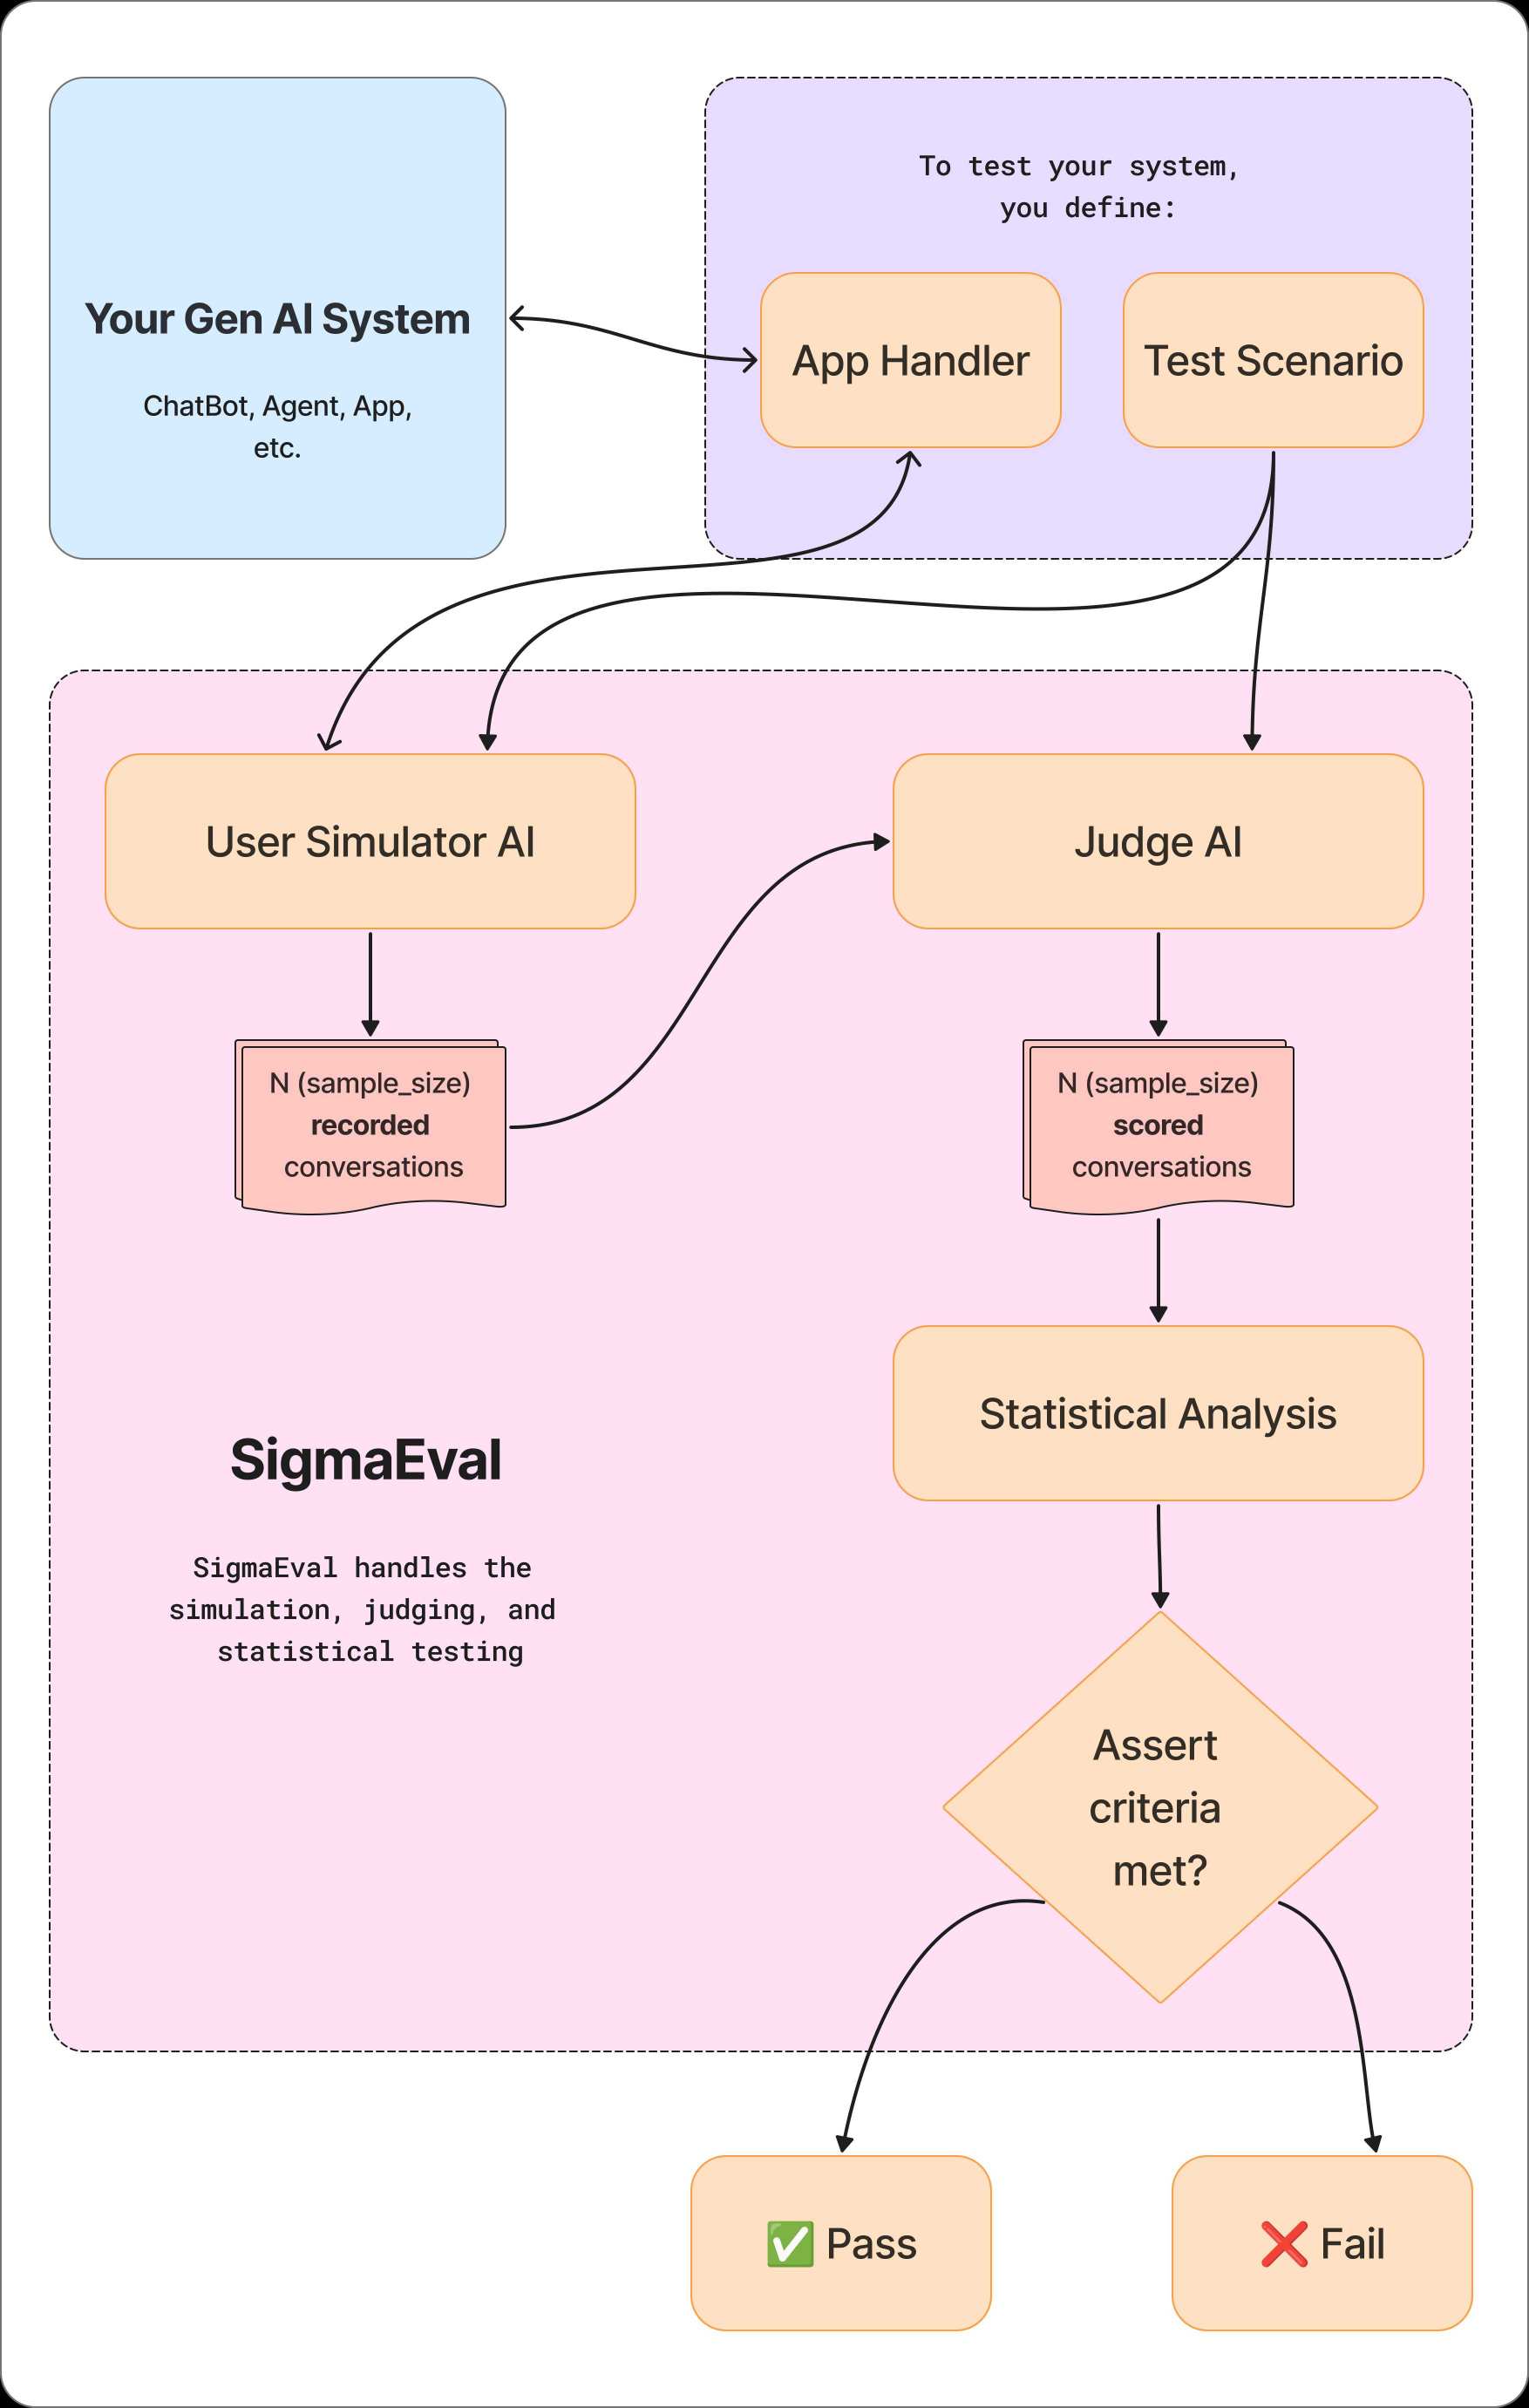 Your Gen AI System
ChatBot, Agent, App,
etc.
To test your system,
you define:
App Handler
Test Scenario
User Simulator AI
Judge AI
N (sample_size)
recorded
conversations
N (sample_size)
scored
conversations
Statistical Analysis
SigmaEval
SigmaEval handles the
simulation, judging, and
statistical testing
Assert
criteria
met?
✅ Pass
❌ Fail